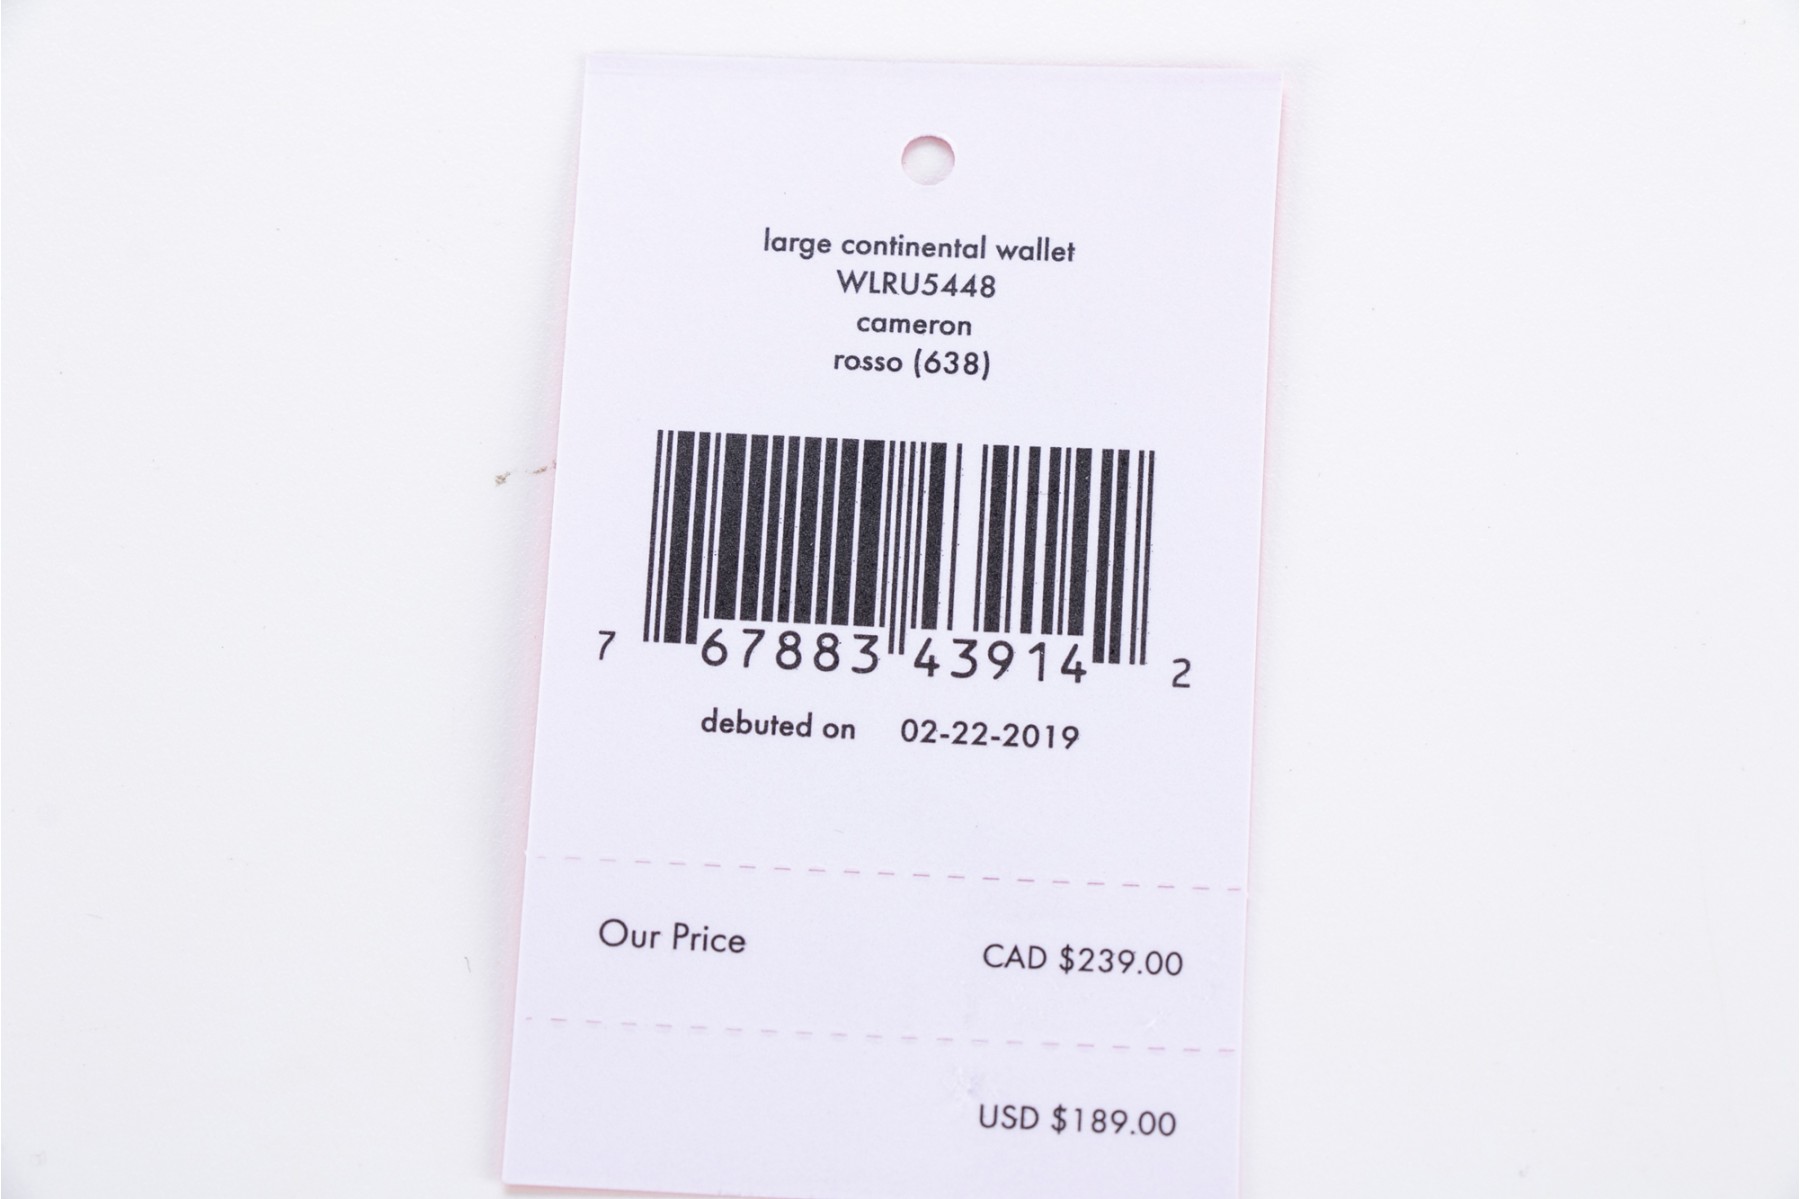 large continental wallet
WLRU5448
cameron
rosso (638)
7 67883 43914 2
debuted on 02-22-2019
Our Price CAD $239.00
USD $189.00